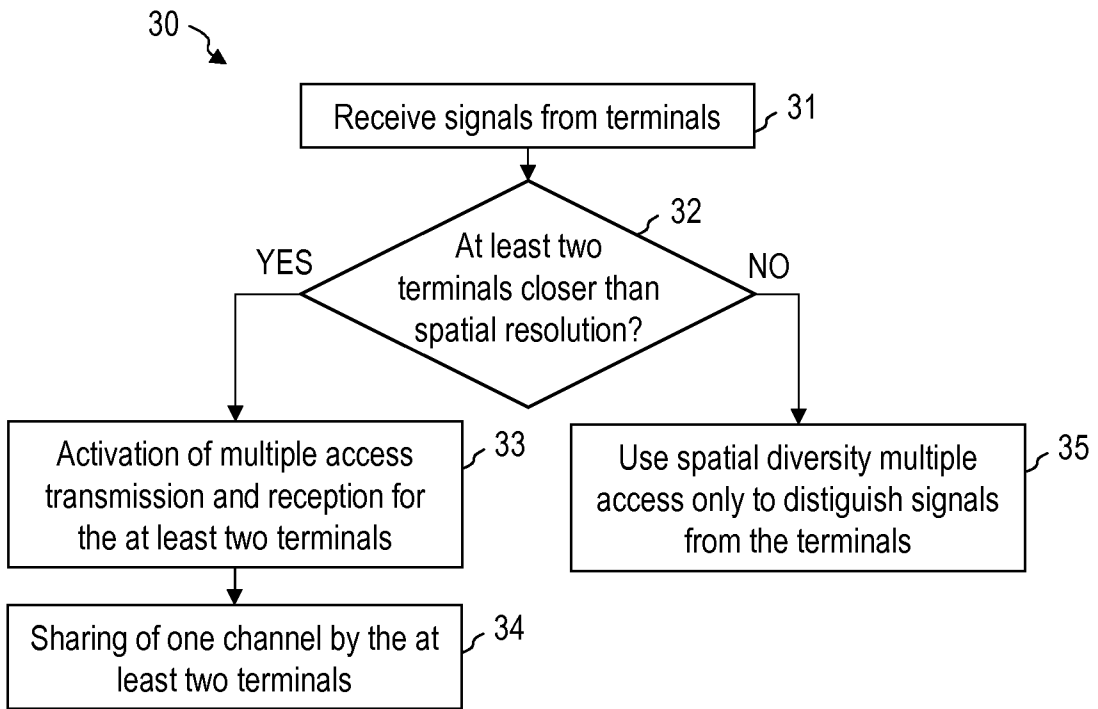 30
Receive signals from terminals
31
32
At least two
terminals closer than
spatial resolution?
YES
NO
Activation of multiple access
transmission and reception for
the at least two terminals
33
Use spatial diversity multiple
access only to distiguish signals
from the terminals
35
Sharing of one channel by the at
least two terminals
34